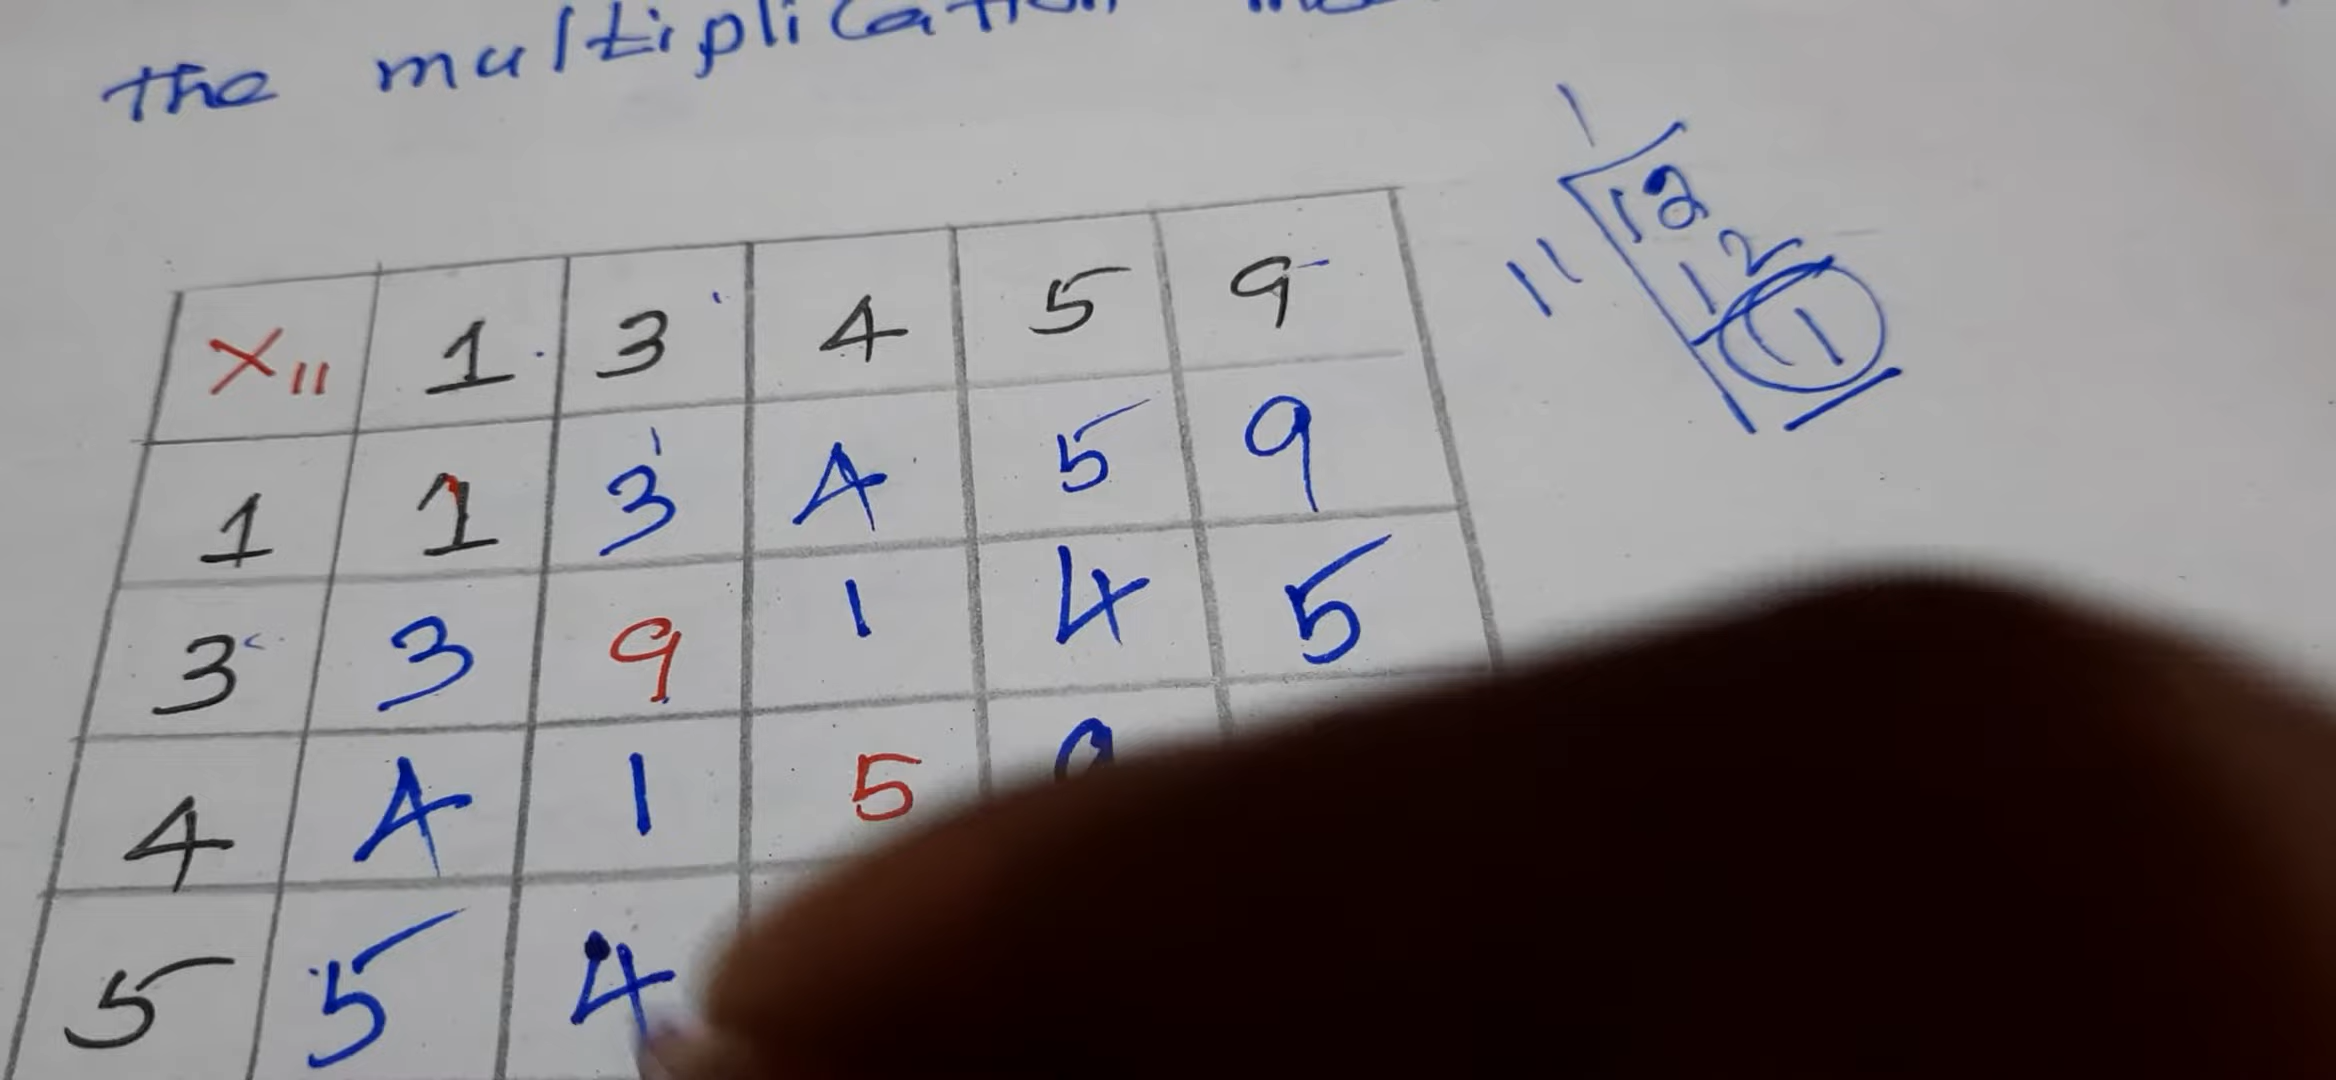 The multiplication
X11 1 3 4 5 9
1 1 3 4 5 9
3 3 9 1 4 5
4 4 1 5
5 5 4
1
11 12
12
1